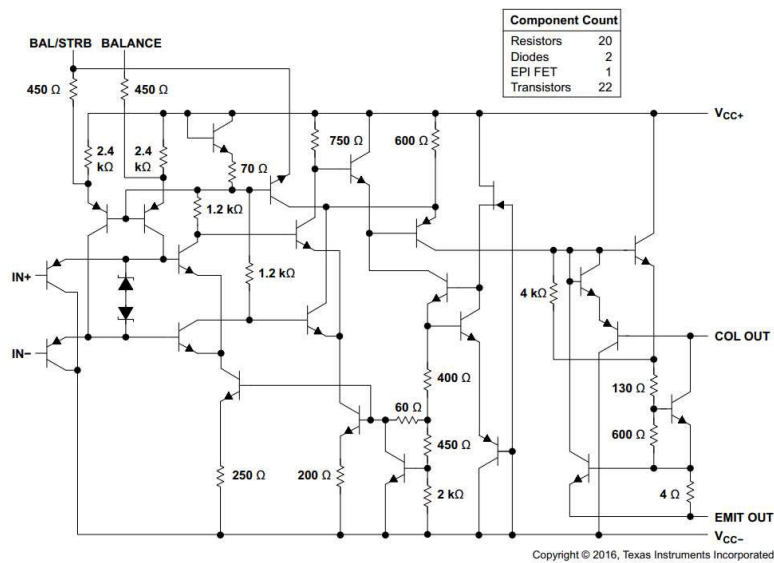 Component Count
Resistors 20
Diodes 2
EPI FET 1
Transistors 22
BAL/STRB BALANCE
450 Ω 450 Ω
VCC+
2.4 kΩ
2.4 kΩ
70 Ω
750 Ω
600 Ω
1.2 kΩ
1.2 kΩ
IN+
IN−
4 kΩ
COL OUT
400 Ω
130 Ω
60 Ω
450 Ω
600 Ω
250 Ω
200 Ω
2 kΩ
4 Ω
EMIT OUT
VCC−
Copyright © 2016, Texas Instruments Incorporated